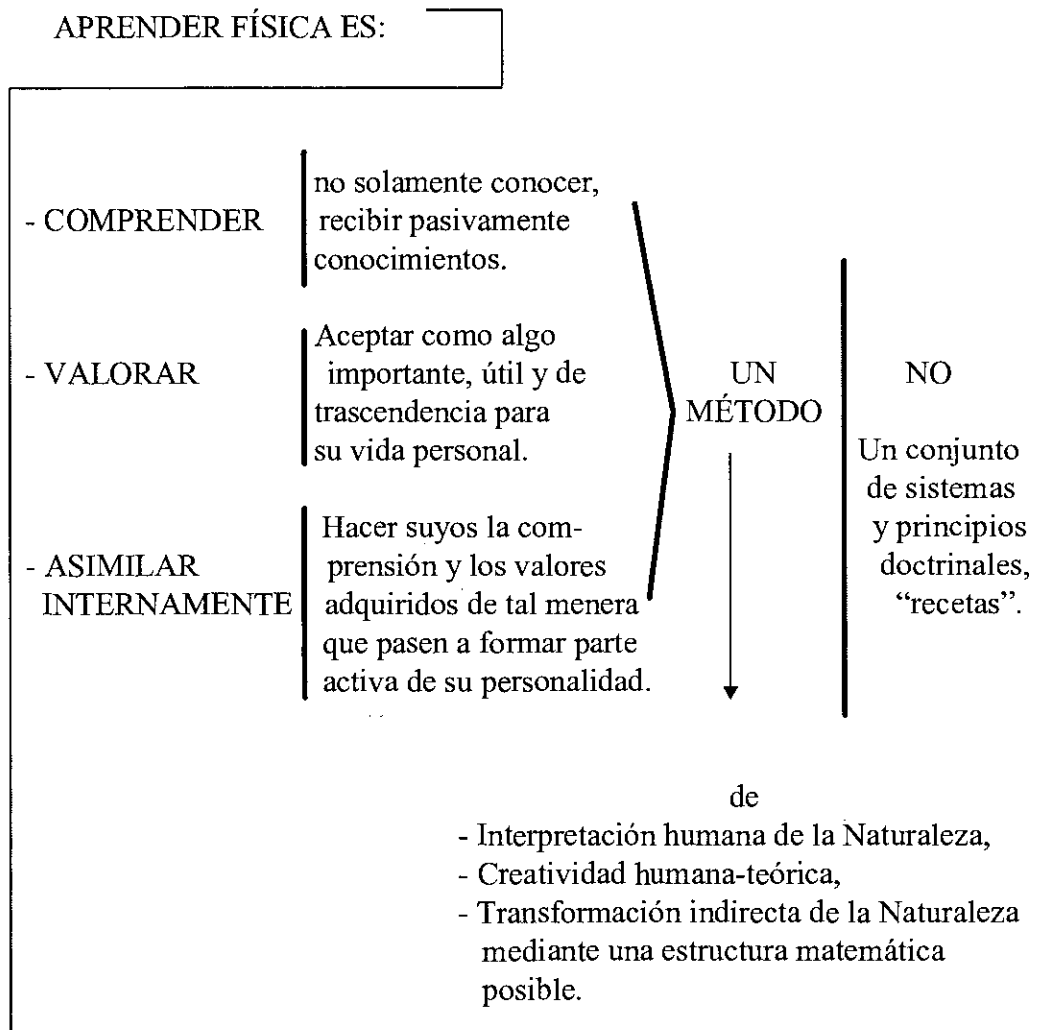 APRENDER FÍSICA ES:
- COMPRENDER
no solamente conocer,
recibir pasivamente
conocimientos.
- VALORAR
Aceptar como algo
importante, útil y de
trascendencia para
su vida personal.
- ASIMILAR
INTERNAMENTE
Hacer suyos la com-
prensión y los valores
adquiridos de tal menera
que pasen a formar parte
activa de su personalidad.
UN
MÉTODO
NO
Un conjunto
de sistemas
y principios
doctrinales,
“recetas”.
de
- Interpretación humana de la Naturaleza,
- Creatividad humana-teórica,
- Transformación indirecta de la Naturaleza
mediante una estructura matemática
posible.